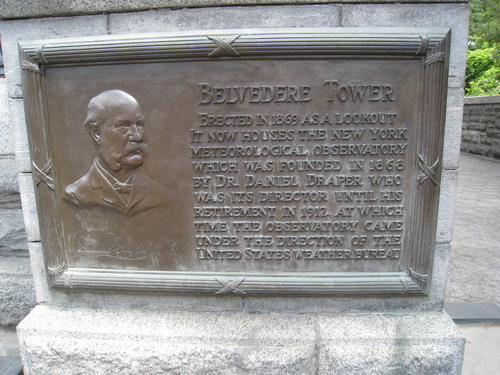 BELVEDERE TOWER
ERECTED IN 1869 AS A LOOKOUT
IT NOW HOUSES THE NEW YORK
METEOROLOGICAL OBSERVATORY
WHICH WAS FOUNDED IN 1868
BY DR. DANIEL DRAPER WHO
WAS ITS DIRECTOR UNTIL HIS
RETIREMENT IN 1912. AT WHICH
TIME THE OBSERVATORY CAME
UNDER THE DIRECTION OF THE
UNITED STATES WEATHER BUREAU